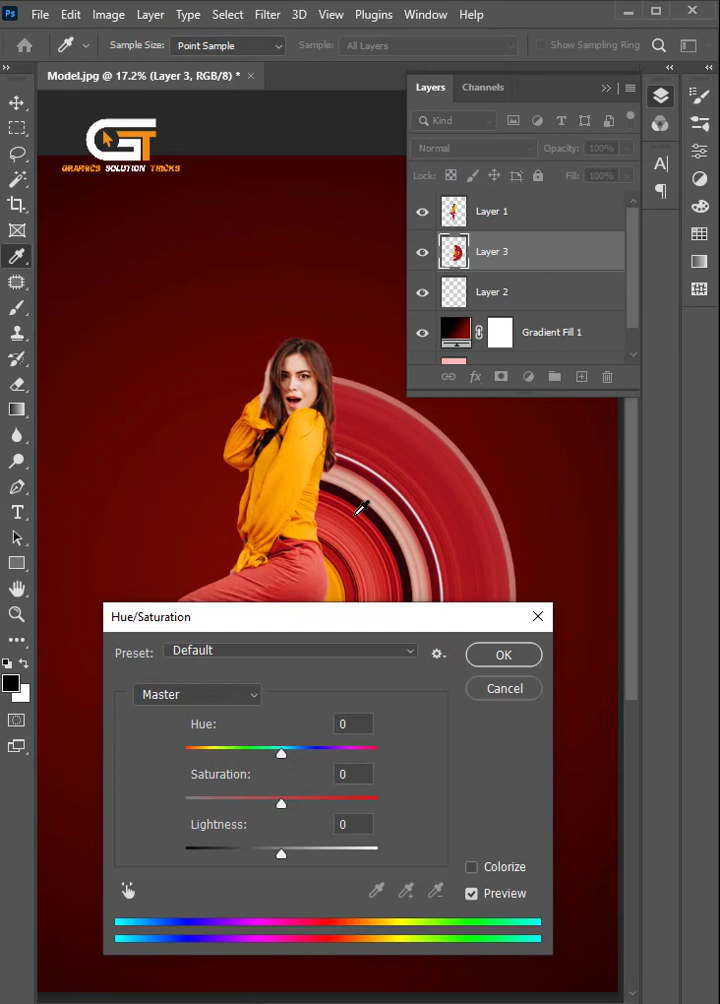 Ps File Edit Image Layer Type Select Filter 3D View Plugins Window Help
Sample Size: Point Sample Sample: All Layers Show Sampling Ring
Model.jpg @ 17.2% (Layer 3, RGB/8) *
Layers Channels
Kind
Normal Opacity: 100%
Lock: Fill: 100%
Layer 1
Layer 3
Layer 2
Gradient Fill 1
GT
GRAPHICS SOLUTION TRICKS
Hue/Saturation
Preset: Default
OK
Cancel
Master
Hue: 0
Saturation: 0
Lightness: 0
Colorize
Preview